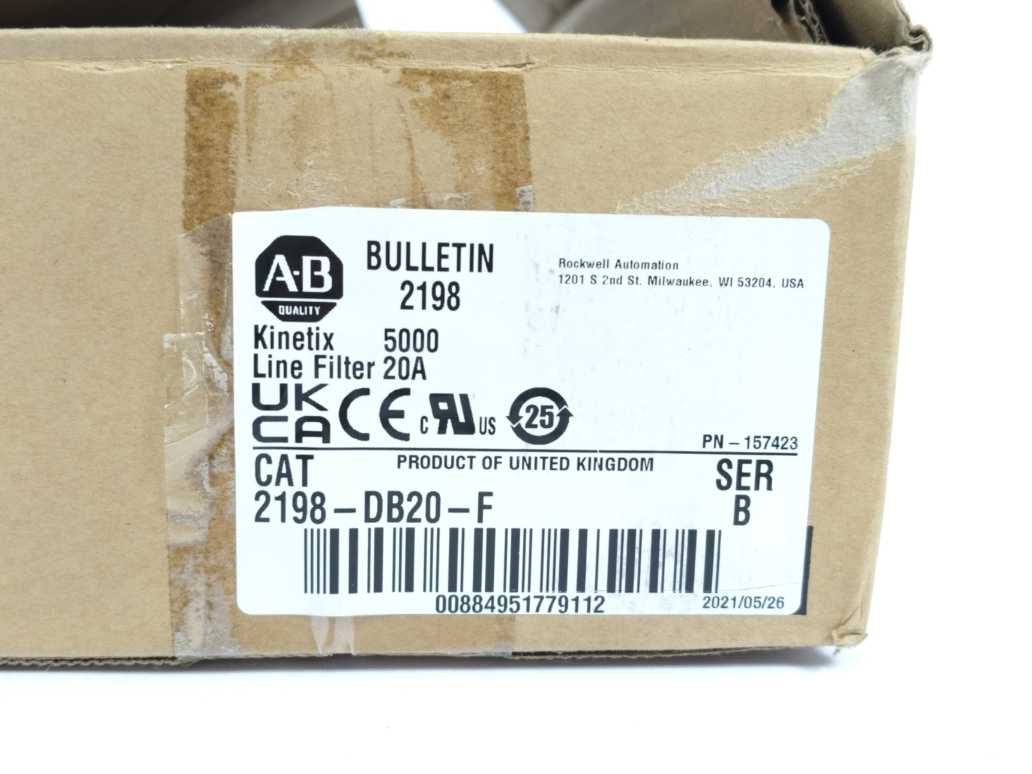 A-B
QUALITY
BULLETIN
2198
Rockwell Automation
1201 S 2nd St. Milwaukee, WI 53204, USA
Kinetix 5000
Line Filter 20A
UK
CA CE c RU US 25
PN – 157423
CAT PRODUCT OF UNITED KINGDOM SER
2198 – DB20 – F B
00884951779112 2021/05/26